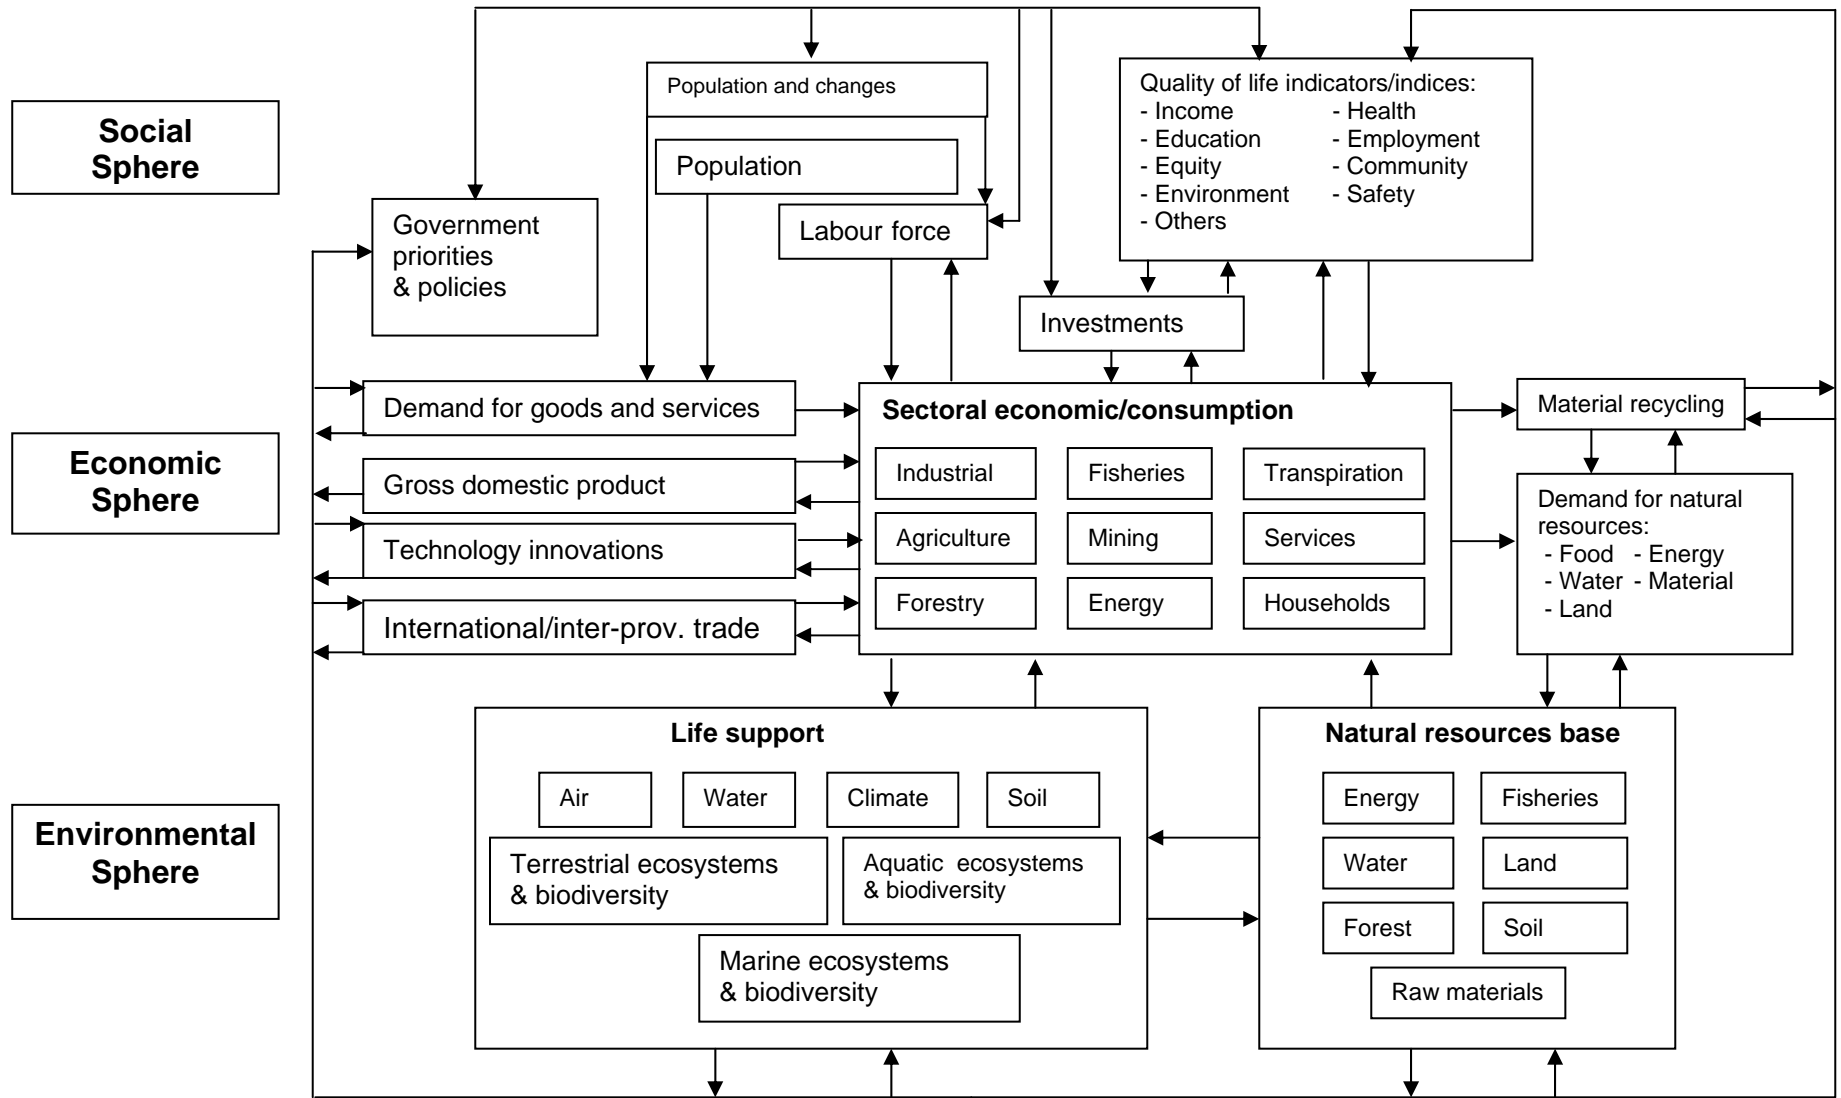 Social
Sphere
Population and changes
Population
Labour force
Government
priorities
& policies
Quality of life indicators/indices:
- Income - Health
- Education - Employment
- Equity - Community
- Environment - Safety
- Others
Investments
Economic
Sphere
Demand for goods and services
Gross domestic product
Technology innovations
International/inter-prov. trade
Sectoral economic/consumption
Industrial Fisheries Transpiration
Agriculture Mining Services
Forestry Energy Households
Material recycling
Demand for natural
resources:
- Food - Energy
- Water - Material
- Land
Environmental
Sphere
Life support
Air Water Climate Soil
Terrestrial ecosystems
& biodiversity
Aquatic ecosystems
& biodiversity
Marine ecosystems
& biodiversity
Natural resources base
Energy Fisheries
Water Land
Forest Soil
Raw materials